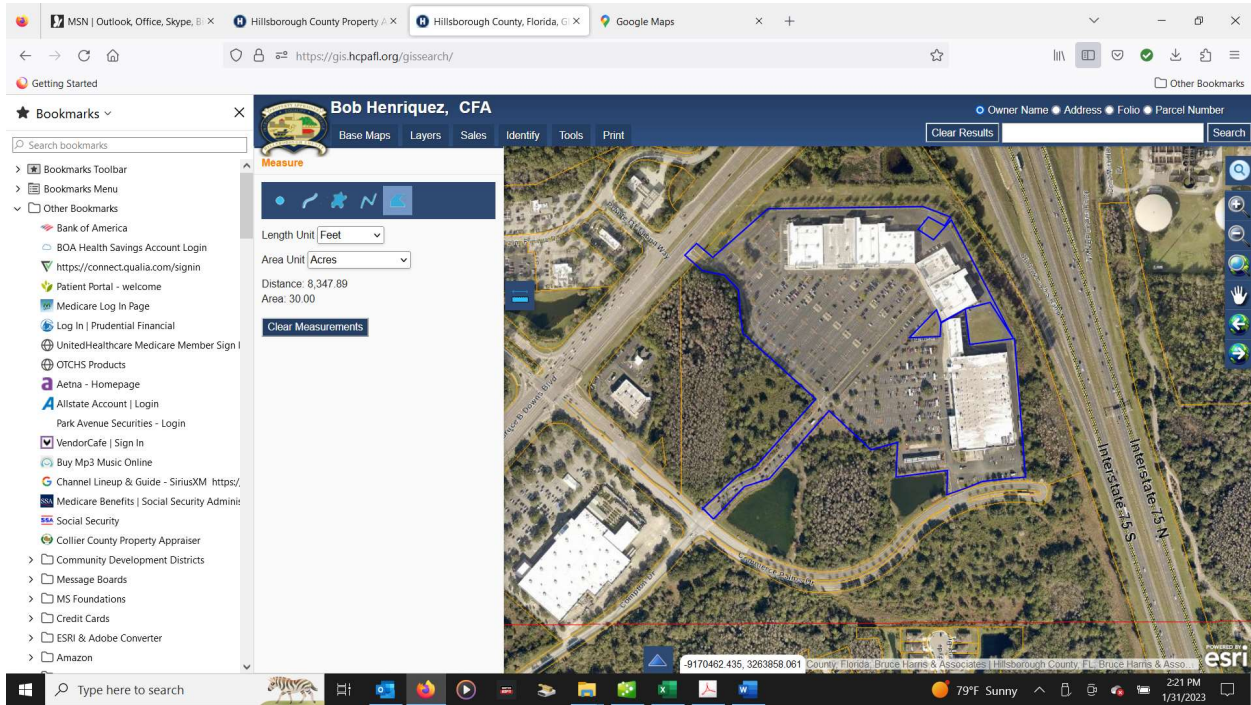 MSN | Outlook, Office, Skype, B
Hillsborough County Property A
Hillsborough County, Florida, G
Google Maps
https://gis.hcpafl.org/gissearch/
Getting Started
Other Bookmarks
Bookmarks
Search bookmarks
Bookmarks Toolbar
Bookmarks Menu
Other Bookmarks
Bank of America
BOA Health Savings Account Login
https://connect.qualia.com/signin
Patient Portal - welcome
Medicare Log In Page
Log In | Prudential Financial
UnitedHealthcare Medicare Member Sign I
OTCHS Products
Aetna - Homepage
Allstate Account | Login
Park Avenue Securities - Login
VendorCafe | Sign In
Buy Mp3 Music Online
Channel Lineup & Guide - SiriusXM https:/
Medicare Benefits | Social Security Adminis
Social Security
Collier County Property Appraiser
Community Development Districts
Message Boards
MS Foundations
Credit Cards
ESRI & Adobe Converter
Amazon
Bob Henriquez, CFA
Base Maps Layers Sales Identify Tools Print
Owner Name Address Folio Parcel Number
Clear Results
Search
Measure
Length Unit Feet
Area Unit Acres
Distance: 8,347.89
Area: 30.00
Clear Measurements
Bruce B Downs Blvd
Compton Dr
Interstate 75 S
Interstate 75 N
-9170462.435, 3263858.061
County, Florida, Bruce Harris & Associates | Hillsborough County, FL, Bruce Harris & Asso...
POWERED BY
esri
Type here to search
79°F Sunny
2:21 PM
1/31/2023